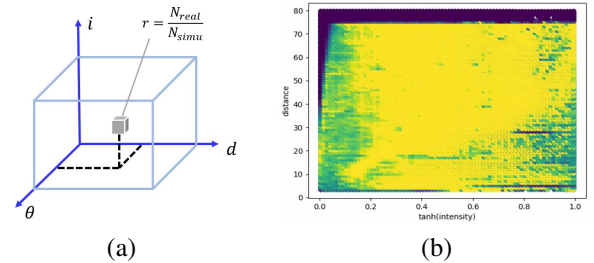 i
r = N_real / N_simu
d
θ
80
70
60
50
40
30
20
10
0
distance
0.0 0.2 0.4 0.6 0.8 1.0
tanh(intensity)
(a) (b)